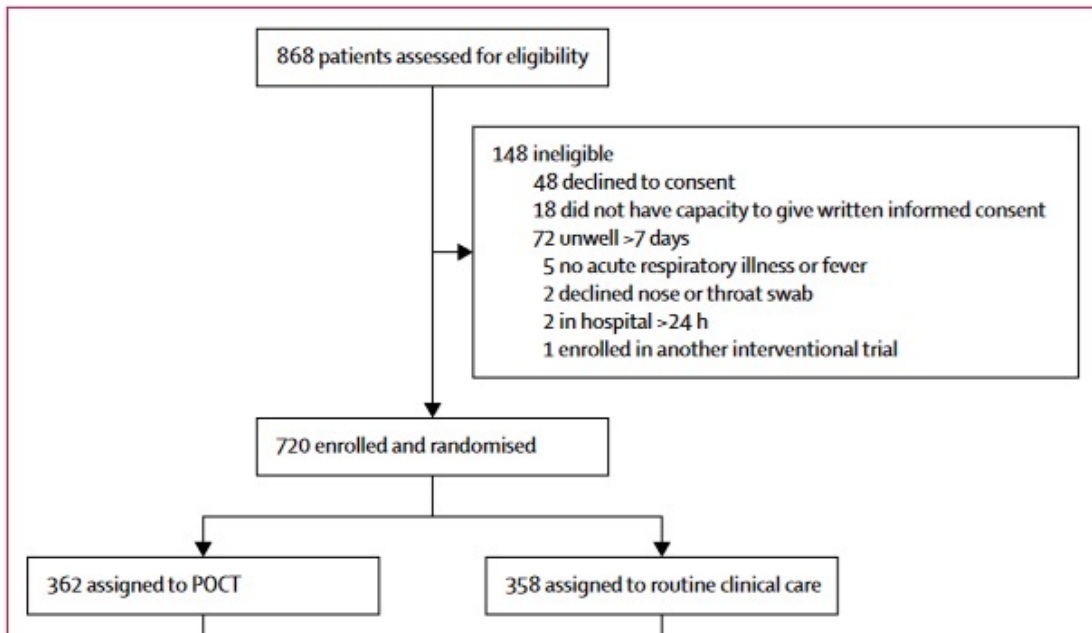 868 patients assessed for eligibility
148 ineligible
48 declined to consent
18 did not have capacity to give written informed consent
72 unwell >7 days
5 no acute respiratory illness or fever
2 declined nose or throat swab
2 in hospital >24 h
1 enrolled in another interventional trial
720 enrolled and randomised
362 assigned to POCT
358 assigned to routine clinical care